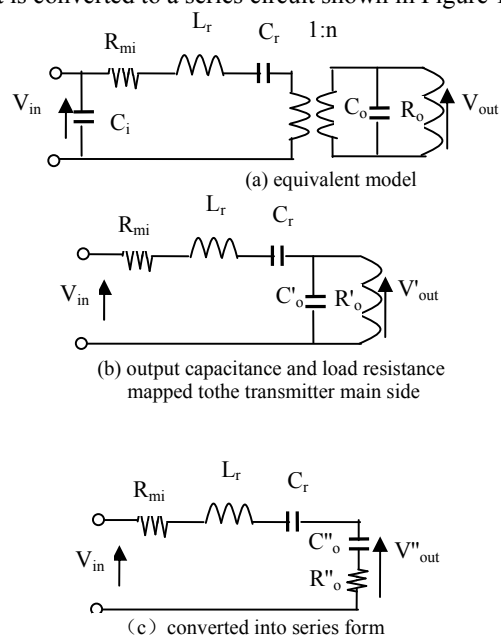 t is converted to a series circuit shown in Figure 1
R_mi L_r C_r 1:n
V_in C_i C_o R_o V_out
(a) equivalent model
R_mi L_r C_r
V_in C'_o R'_o V'_out
(b) output capacitance and load resistance
mapped tothe transmitter main side
R_mi L_r C_r
V_in C"_o R"_o V"_out
（c）converted into series form